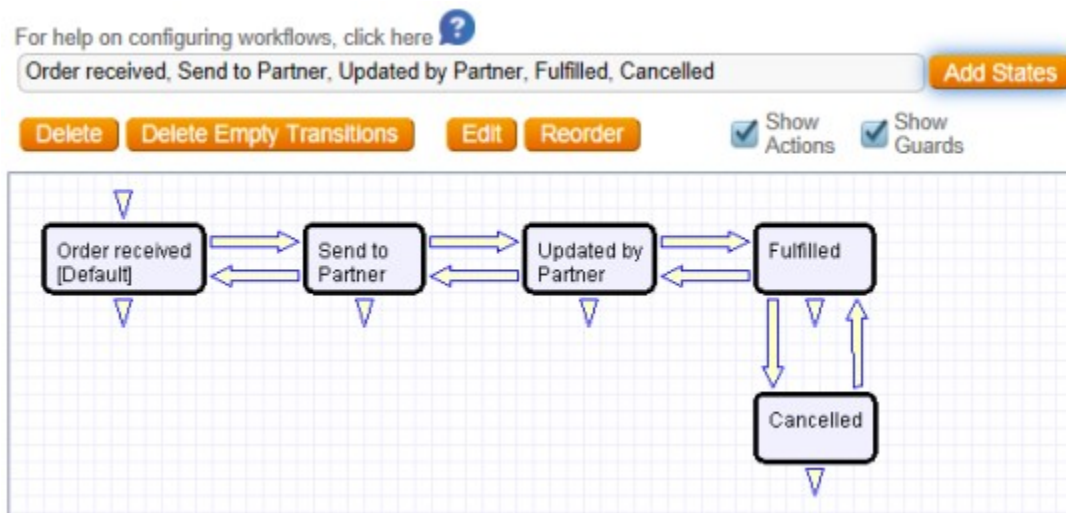 For help on configuring workflows, click here ?
Order received, Send to Partner, Updated by Partner, Fulfilled, Cancelled
Add States
Delete
Delete Empty Transitions
Edit
Reorder
Show
Actions
Show
Guards
Order received
[Default]
Send to
Partner
Updated by
Partner
Fulfilled
Cancelled